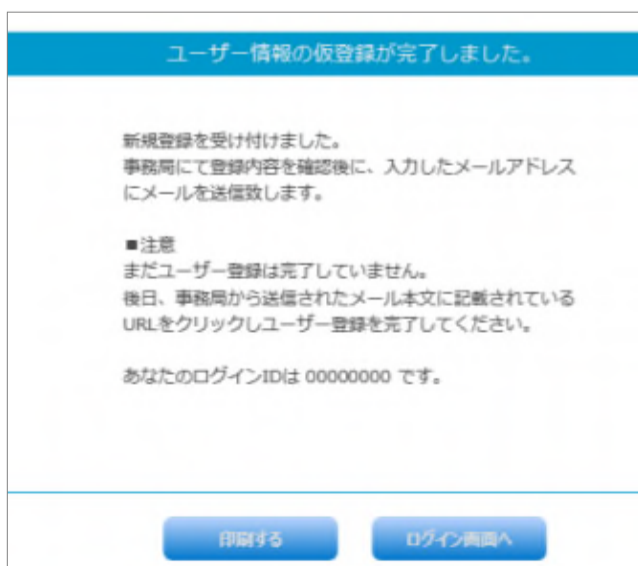 ユーザー情報の仮登録が完了しました。
新規登録を受け付けました。
事務局にて登録内容を確認後に、入力したメールアドレス
にメールを送信致します。
■注意
まだユーザー登録は完了していません。
後日、事務局から送信されたメール本文に記載されている
URLをクリックしユーザー登録を完了してください。
あなたのログインIDは 00000000 です。
印刷する
ログイン画面へ